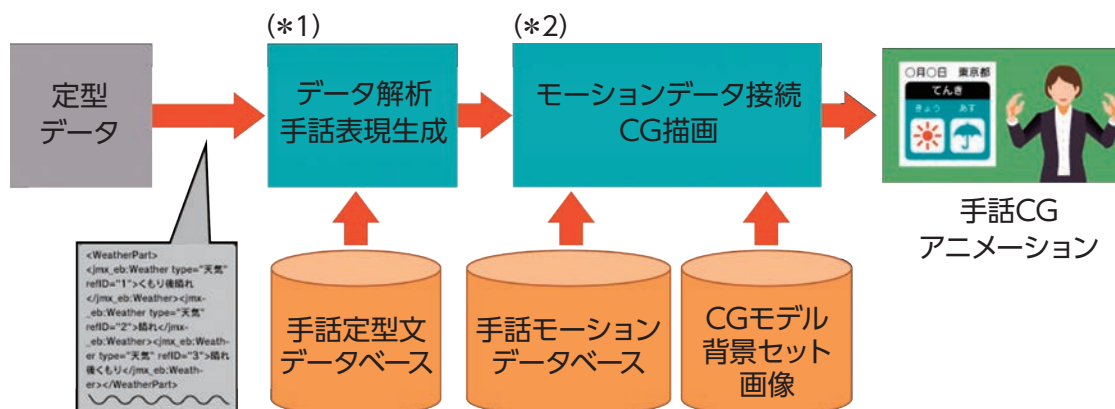 (*1)
(*2)
定型
データ
データ解析
手話表現生成
モーションデータ接続
CG描画
〇月〇日 東京都
てんき
きょう あす
手話CG
アニメーション
<WeatherPart>
<jmx_eb:Weather type="天気"
refID="1">くもり後晴れ
</jmx_eb:Weather><jmx-
_eb:Weather type="天気"
refID="2">晴れ</jmx-
_eb:Weather><jmx_eb:Weath-
er type="天気" refID="3">晴れ
後くもり</jmx_eb:Weath-
er></WeatherPart>
手話定型文
データベース
手話モーション
データベース
CGモデル
背景セット
画像